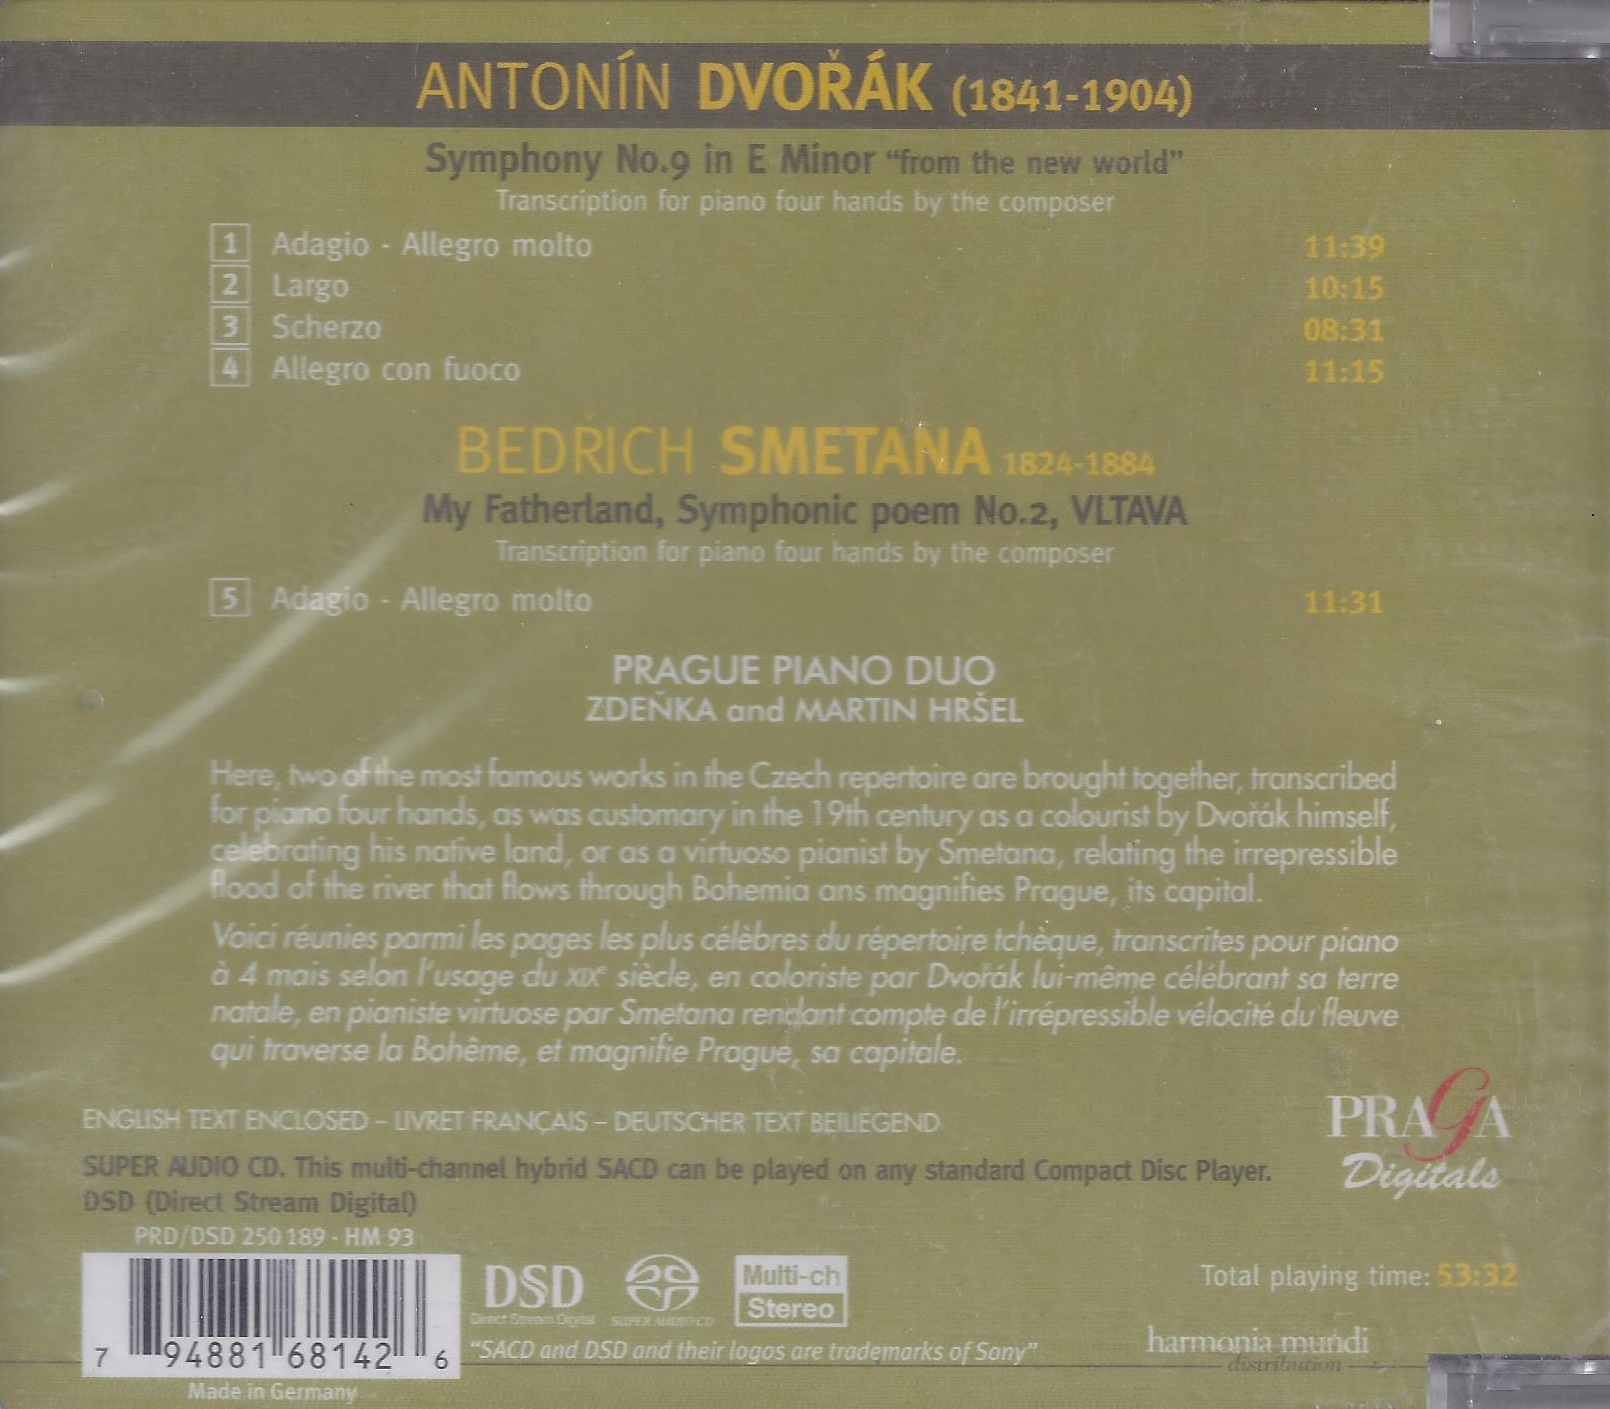 ANTONÍN DVOŘÁK (1841-1904)
Symphony No.9 in E Minor “from the new world”
Transcription for piano four hands by the composer
1 Adagio - Allegro molto 11:39
2 Largo 10:15
3 Scherzo 08:31
4 Allegro con fuoco 11:15
BEDŘICH SMETANA 1824-1884
My Fatherland, Symphonic poem No.2, VLTAVA
Transcription for piano four hands by the composer
5 Adagio - Allegro molto 11:31
PRAGUE PIANO DUO
ZDEŇKA and MARTIN HRŠEL
Here, two of the most famous works in the Czech repertoire are brought together, transcribed
for piano four hands, as was customary in the 19th century as a colourist by Dvořák himself,
celebrating his native land, or as a virtuoso pianist by Smetana, relating the irrepressible
flood of the river that flows through Bohemia ans magnifies Prague, its capital.
Voici réunies parmi les pages les plus célèbres du répertoire tchèque, transcrites pour piano
à 4 mais selon l’usage du XIXe siècle, en coloriste par Dvořák lui-même célébrant sa terre
natale, en pianiste virtuose par Smetana rendant compte de l’irrépressible vélocité du fleuve
qui traverse la Bohême, et magnifie Prague, sa capitale.
ENGLISH TEXT ENCLOSED – LIVRET FRANÇAIS – DEUTSCHER TEXT BEILIEGEND
PRAGA
Digitals
SUPER AUDIO CD. This multi-channel hybrid SACD can be played on any standard Compact Disc Player.
DSD (Direct Stream Digital)
PRD/DSD 250 189 · HM 93
7 94881 68142 6
Made in Germany
DSD
Direct Stream Digital
SUPER AUDIO CD
Multi-ch
Stereo
Total playing time: 53:32
“SACD and DSD and their logos are trademarks of Sony”
harmonia mundi
distribution